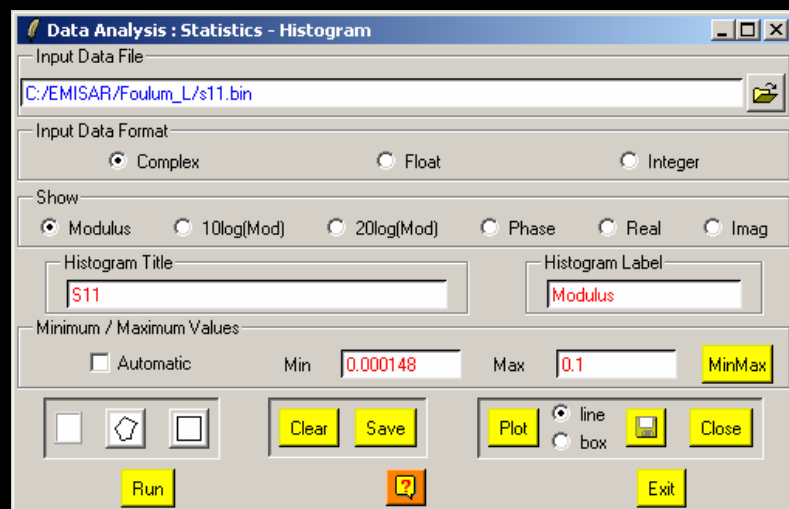 Data Analysis : Statistics - Histogram
Input Data File
C:/EMISAR/Foulum_L/s11.bin
Input Data Format
Complex Float Integer
Show
Modulus 10log(Mod) 20log(Mod) Phase Real Imag
Histogram Title Histogram Label
S11 Modulus
Minimum / Maximum Values
Automatic Min 0.000148 Max 0.1 MinMax
Clear Save Plot line Close
box
Run ? Exit